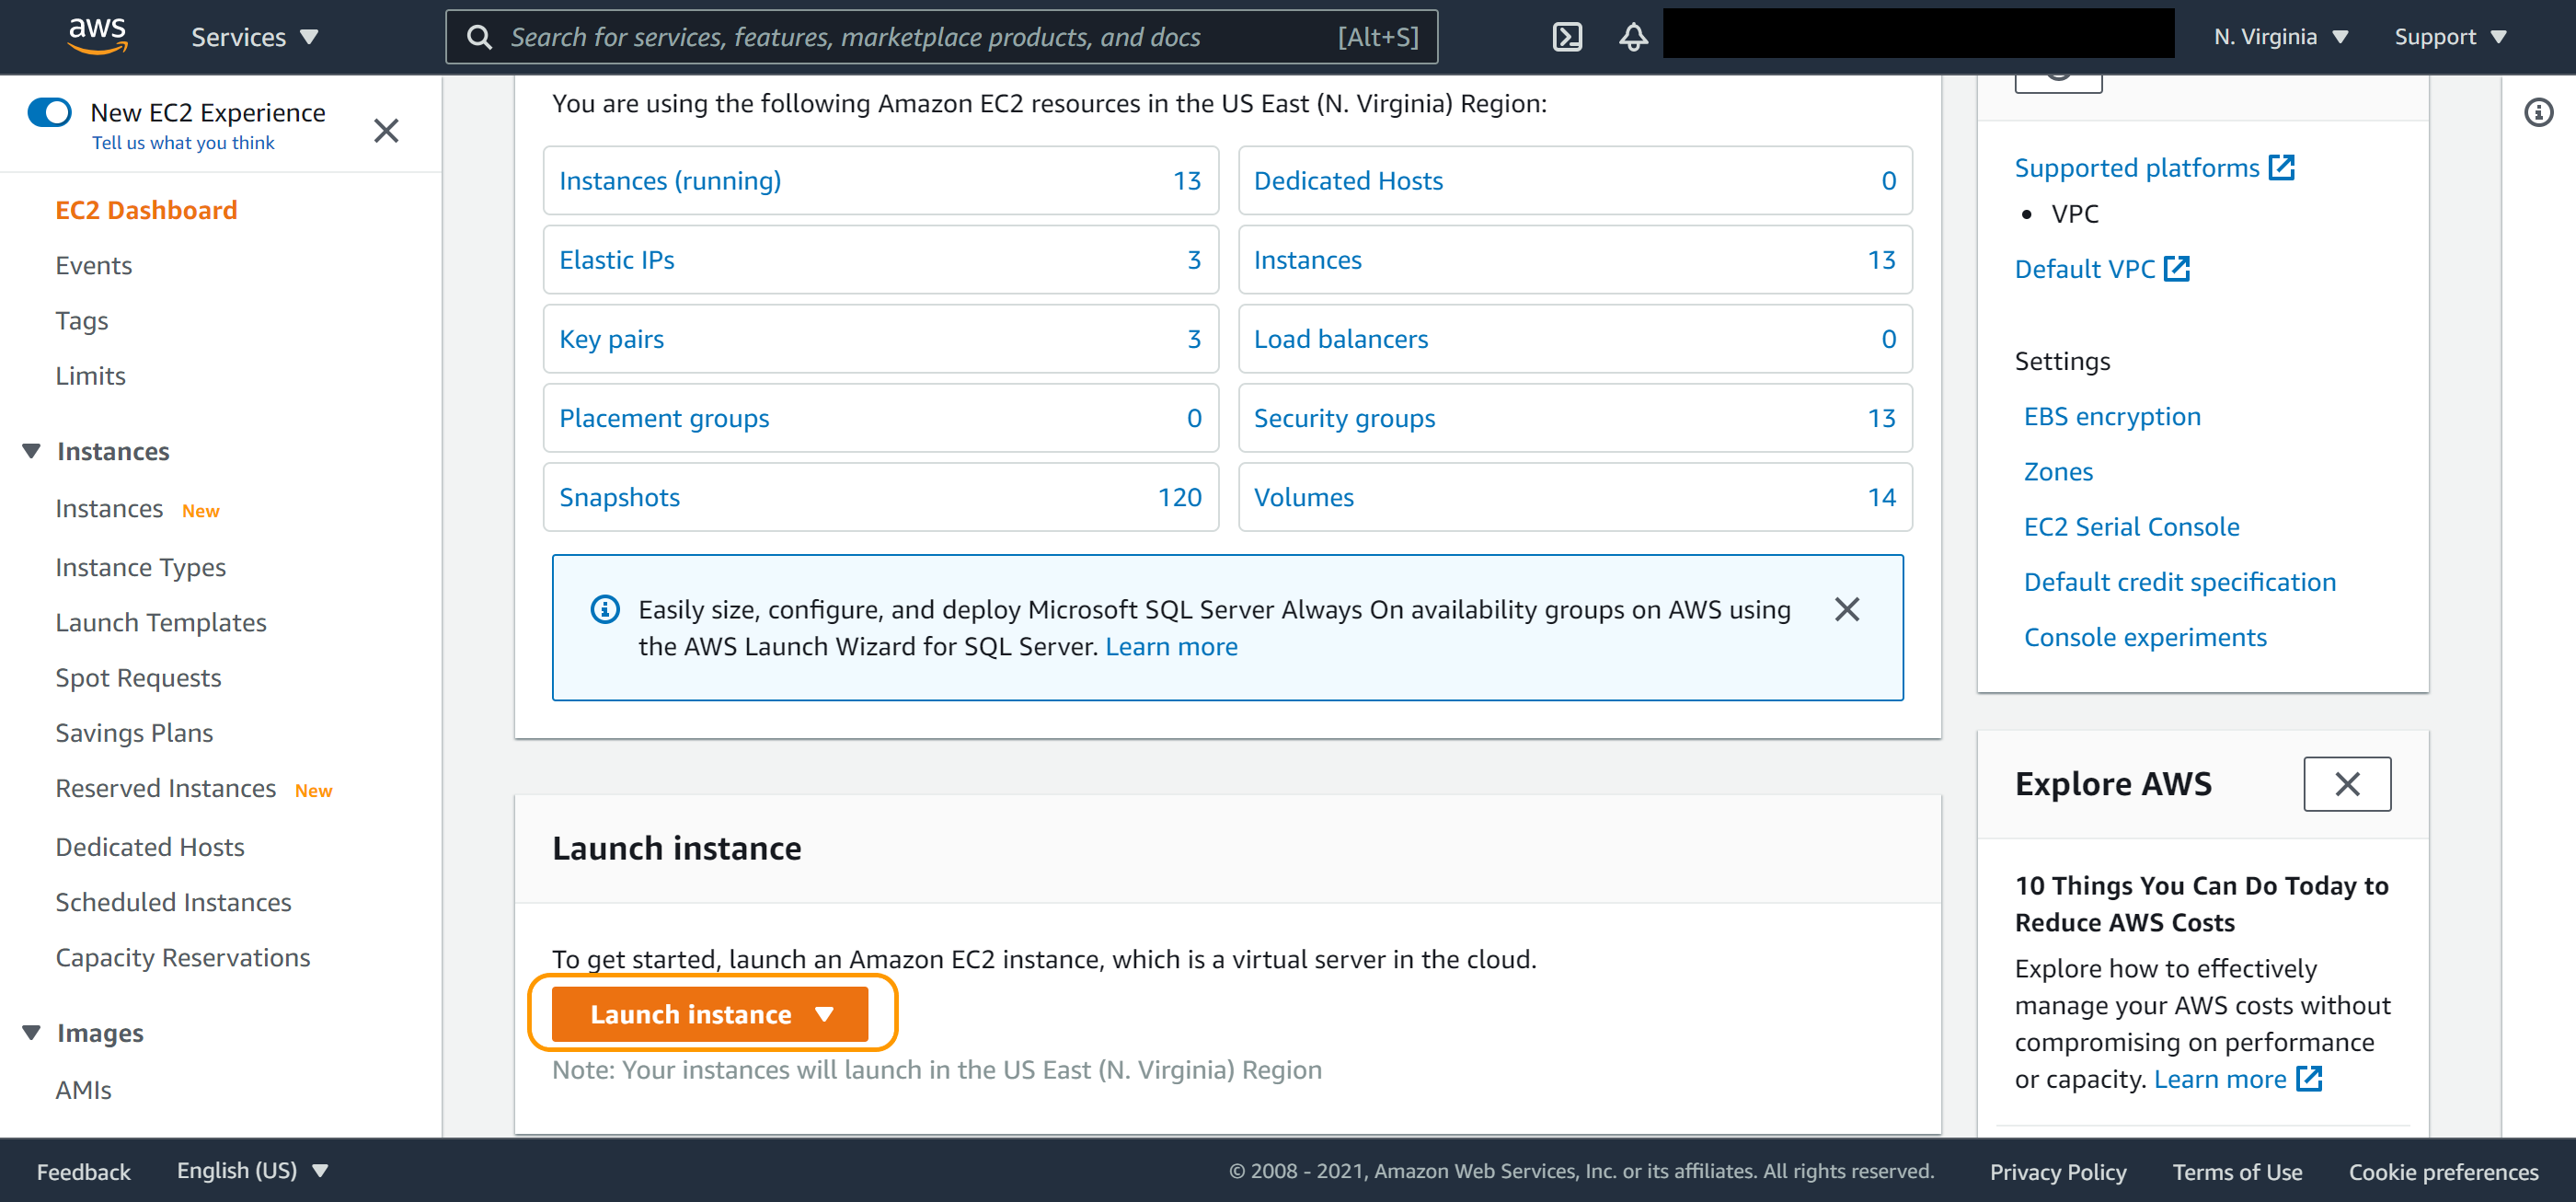 aws
Services
Search for services, features, marketplace products, and docs [Alt+S]
N. Virginia
Support
New EC2 Experience
Tell us what you think
EC2 Dashboard
Events
Tags
Limits
Instances
Instances New
Instance Types
Launch Templates
Spot Requests
Savings Plans
Reserved Instances New
Dedicated Hosts
Scheduled Instances
Capacity Reservations
Images
AMIs
You are using the following Amazon EC2 resources in the US East (N. Virginia) Region:
Instances (running) 13
Dedicated Hosts 0
Elastic IPs 3
Instances 13
Key pairs 3
Load balancers 0
Placement groups 0
Security groups 13
Snapshots 120
Volumes 14
Easily size, configure, and deploy Microsoft SQL Server Always On availability groups on AWS using
the AWS Launch Wizard for SQL Server. Learn more
Launch instance
To get started, launch an Amazon EC2 instance, which is a virtual server in the cloud.
Launch instance
Note: Your instances will launch in the US East (N. Virginia) Region
Supported platforms
• VPC
Default VPC
Settings
EBS encryption
Zones
EC2 Serial Console
Default credit specification
Console experiments
Explore AWS
10 Things You Can Do Today to
Reduce AWS Costs
Explore how to effectively
manage your AWS costs without
compromising on performance
or capacity. Learn more
Feedback
English (US)
© 2008 - 2021, Amazon Web Services, Inc. or its affiliates. All rights reserved.
Privacy Policy
Terms of Use
Cookie preferences